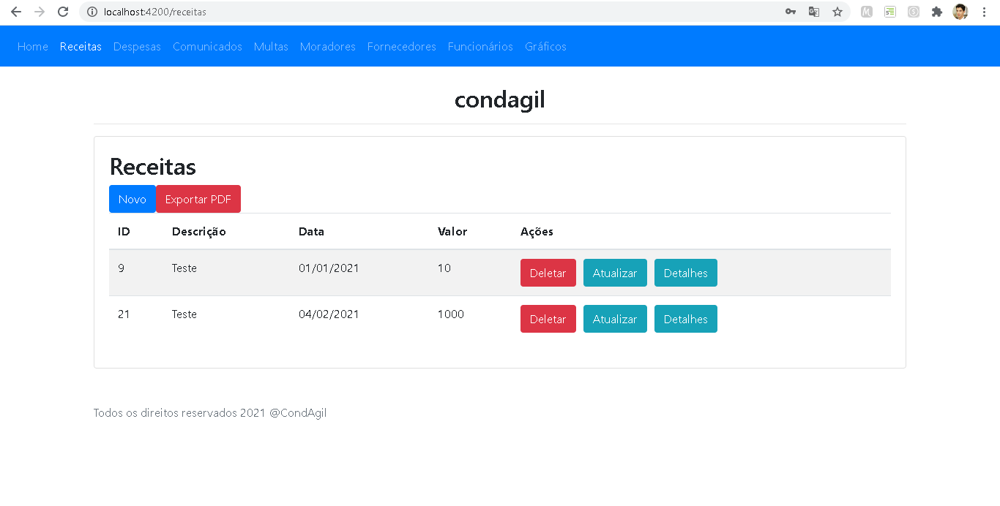 localhost:4200/receitas
Home Receitas Despesas Comunicados Multas Moradores Fornecedores Funcionários Gráficos
condagil
Receitas
Novo Exportar PDF
ID Descrição Data Valor Ações
9 Teste 01/01/2021 10 Deletar Atualizar Detalhes
21 Teste 04/02/2021 1000 Deletar Atualizar Detalhes
Todos os direitos reservados 2021 @CondAgil